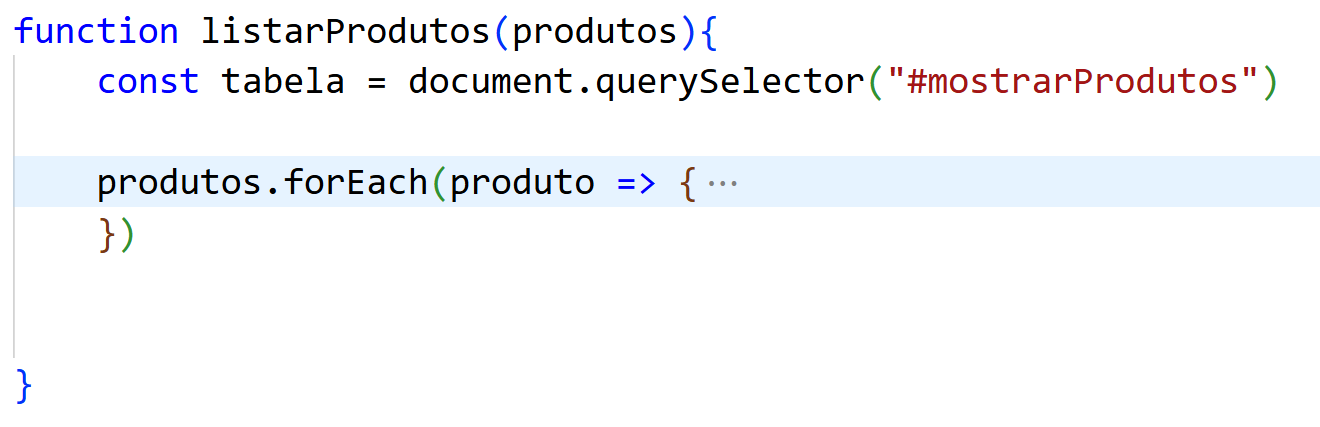 function listarProdutos(produtos){
const tabela = document.querySelector("#mostrarProdutos")
produtos.forEach(produto => {···
})
}